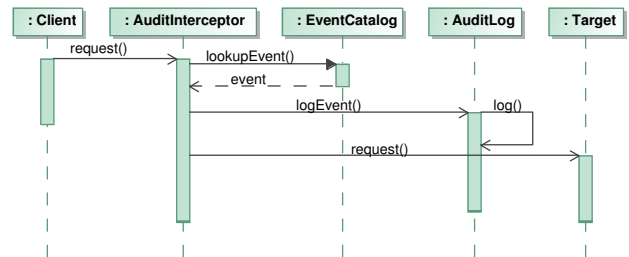 : Client
: AuditInterceptor
: EventCatalog
: AuditLog
: Target
request()
lookupEvent()
event
logEvent()
log()
request()